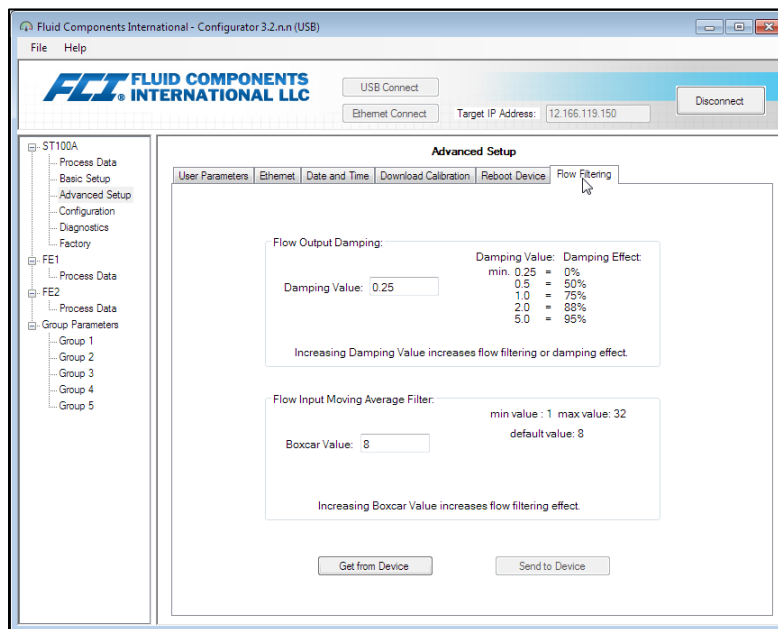 Fluid Components International - Configurator 3.2.n.n (USB)
File Help
FCI. FLUID COMPONENTS
® INTERNATIONAL LLC
USB Connect
Ethernet Connect Target IP Address: 12.166.119.150
Disconnect
ST100A
Process Data
Basic Setup
Advanced Setup
Configuration
Diagnostics
Factory
FE1
Process Data
FE2
Process Data
Group Parameters
Group 1
Group 2
Group 3
Group 4
Group 5
Advanced Setup
User Parameters Ethernet Date and Time Download Calibration Reboot Device Flow Filtering
Flow Output Damping:
Damping Value: 0.25
Damping Value: Damping Effect:
min. 0.25 = 0%
0.5 = 50%
1.0 = 75%
2.0 = 88%
5.0 = 95%
Increasing Damping Value increases flow filtering or damping effect.
Flow Input Moving Average Filter:
min value : 1 max value: 32
default value: 8
Boxcar Value: 8
Increasing Boxcar Value increases flow filtering effect.
Get from Device Send to Device